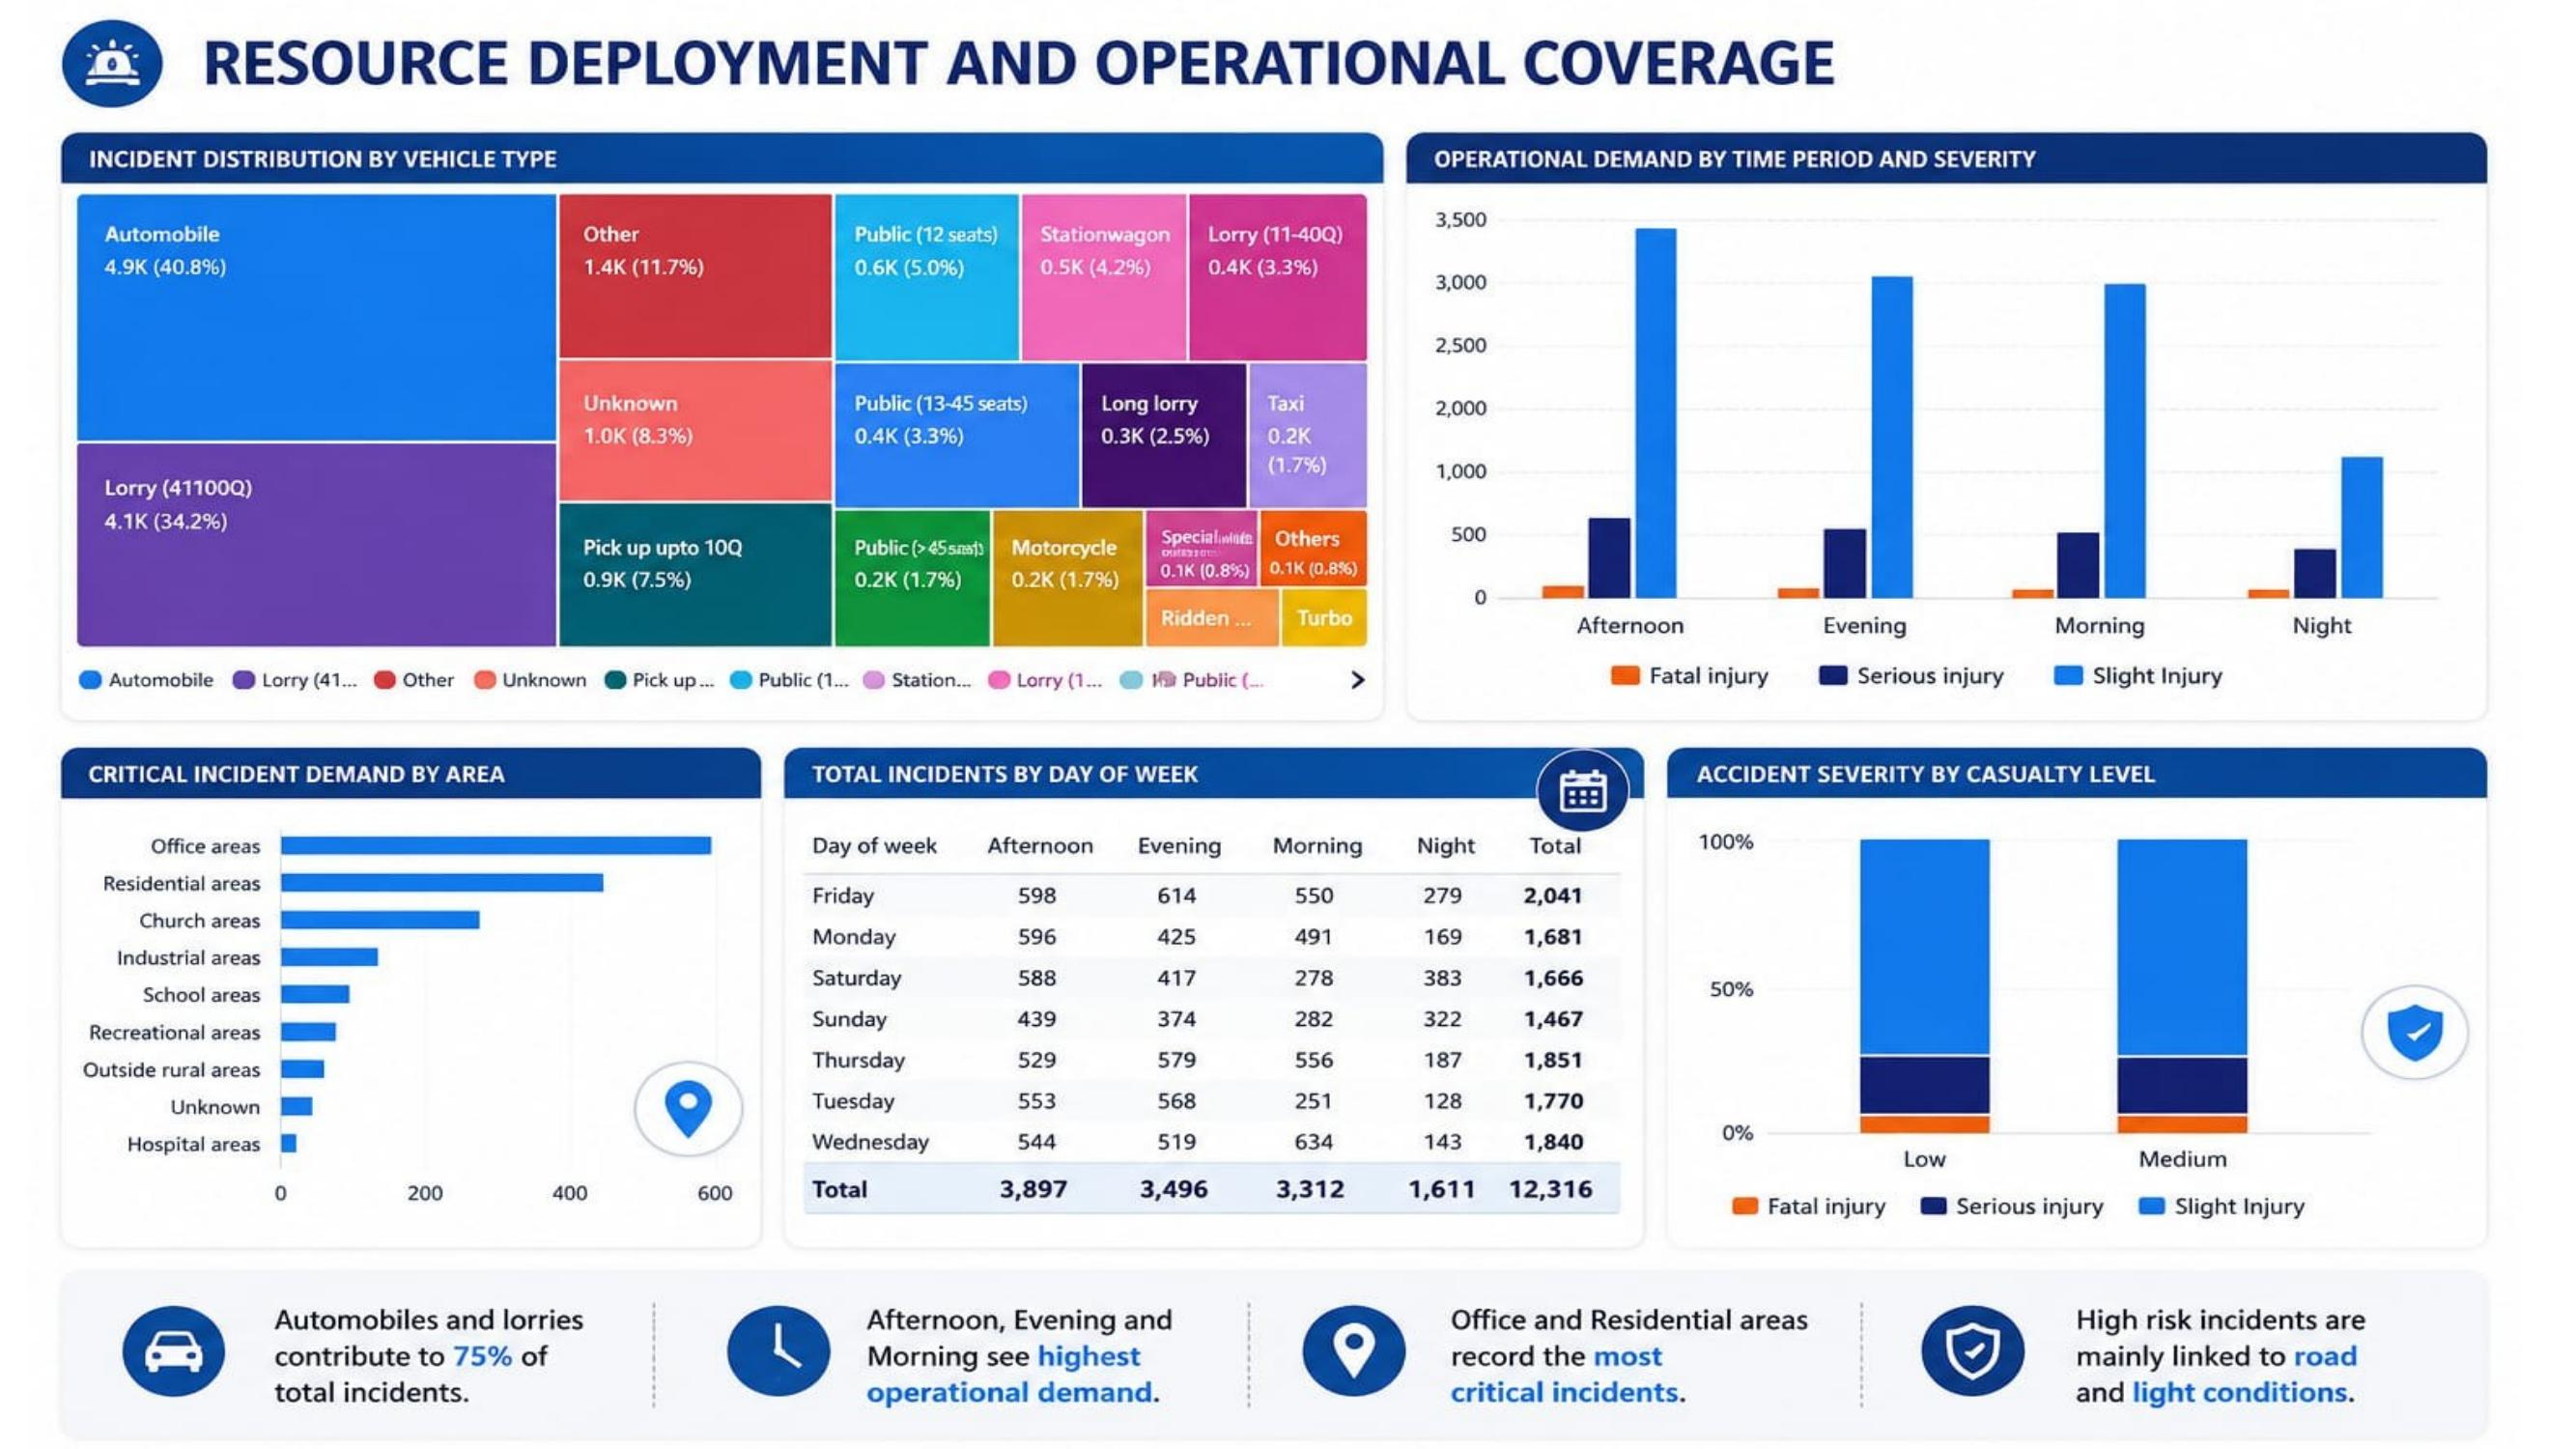 RESOURCE DEPLOYMENT AND OPERATIONAL COVERAGE
INCIDENT DISTRIBUTION BY VEHICLE TYPE
Automobile
4.9K (40.8%)
Lorry (41100Q)
4.1K (34.2%)
Other
1.4K (11.7%)
Unknown
1.0K (8.3%)
Pick up upto 10Q
0.9K (7.5%)
Public (12 seats)
0.6K (5.0%)
Stationwagon
0.5K (4.2%)
Lorry (11-40Q)
0.4K (3.3%)
Public (13-45 seats)
0.4K (3.3%)
Long lorry
0.3K (2.5%)
Taxi
0.2K
(1.7%)
Public (>45
0.2K (1.7%)
Motorcycle
0.2K (1.7%)
Special
0.1K (0.8%)
Others
0.1K (0.8%)
Ridden ...
Turbo
Automobile Lorry (41... Other Unknown Pick up ... Public (1... Station... Lorry (1... Public (...
OPERATIONAL DEMAND BY TIME PERIOD AND SEVERITY
3,500
3,000
2,500
2,000
1,000
500
0
Afternoon Evening Morning Night
Fatal injury Serious injury Slight Injury
CRITICAL INCIDENT DEMAND BY AREA
Office areas
Residential areas
Church areas
Industrial areas
School areas
Recreational areas
Outside rural areas
Unknown
Hospital areas
0 200 400 600
TOTAL INCIDENTS BY DAY OF WEEK
Day of week Afternoon Evening Morning Night Total
Friday 598 614 550 279 2,041
Monday 596 425 491 169 1,681
Saturday 588 417 278 383 1,666
Sunday 439 374 282 322 1,467
Thursday 529 579 556 187 1,851
Tuesday 553 568 251 128 1,770
Wednesday 544 519 634 143 1,840
Total 3,897 3,496 3,312 1,611 12,316
ACCIDENT SEVERITY BY CASUALTY LEVEL
100%
50%
0%
Low Medium
Fatal injury Serious injury Slight Injury
Automobiles and lorries
contribute to 75% of
total incidents.
Afternoon, Evening and
Morning see highest
operational demand.
Office and Residential areas
record the most
critical incidents.
High risk incidents are
mainly linked to road
and light conditions.